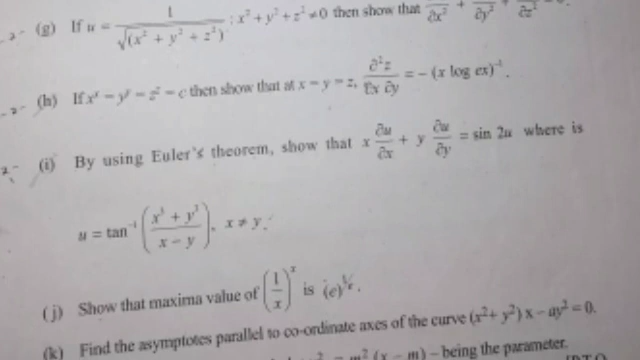 (g) If u = 1/√(x² + y² + z²) ; x² + y² + z² ≠ 0 then show that /∂x² + /∂y² + /∂z²
(h) If xˣ = yʸ = zᶻ = c then show that at x = y = z, ∂²z/∂x ∂y = – (x log ex)⁻¹.
(i) By using Euler's theorem, show that x ∂u/∂x + y ∂u/∂y = sin 2u where is
u = tan⁻¹ ((x³ + y³)/(x – y)), x ≠ y.
(j) Show that maxima value of (1/x)ˣ is (e)^(1/e).
(k) Find the asymptotes parallel to co-ordinate axes of the curve (x² + y²) x – ay² = 0.
² = m² (x – m) – being the parameter.